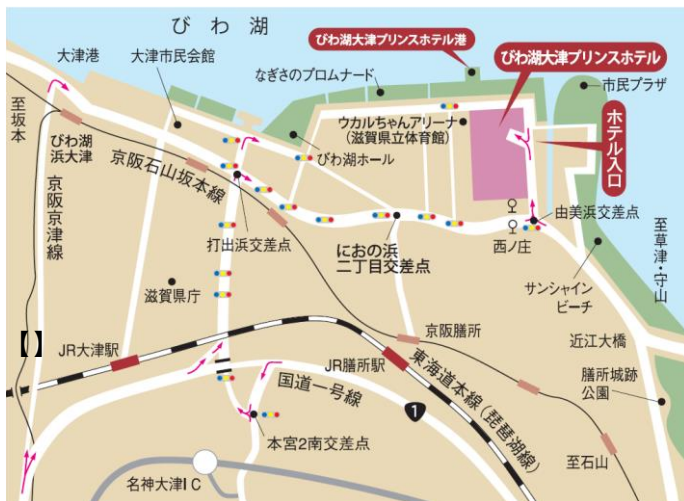 びわ湖
びわ湖大津プリンスホテル港
びわ湖大津プリンスホテル
大津港
大津市民会館
なぎさのプロムナード
市民プラザ
至坂本
ウカルちゃんアリーナ
(滋賀県立体育館)
ホテル入口
びわ湖
浜大津
びわ湖ホール
京阪石山坂本線
京阪京津線
打出浜交差点
におの浜
二丁目交差点
西ノ庄
由美浜交差点
至草津・守山
滋賀県庁
サンシャイン
ビーチ
【】
JR大津駅
京阪膳所
近江大橋
JR膳所駅
東海道本線(琵琶湖線)
膳所城跡
公園
国道一号線
1
本宮2南交差点
至石山
名神大津IC